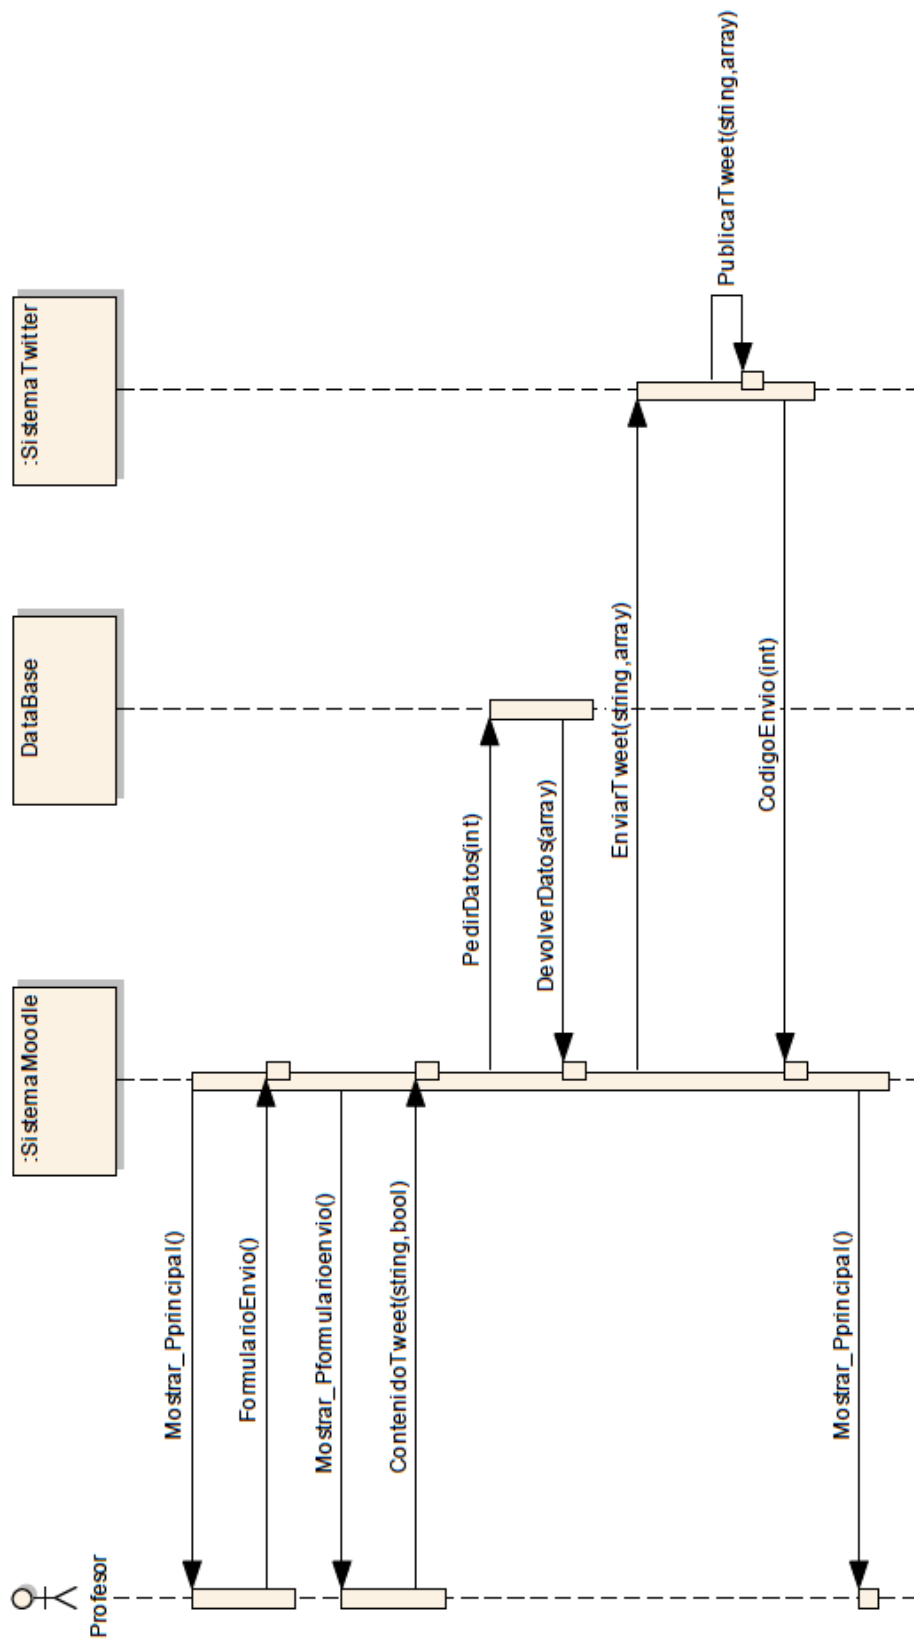 Profesor
:SistemaMoodle
DataBase
:SistemaTwitter
Mostrar_Pprincipal()
FormularioEnvio()
Mostrar_Pformularioenvio()
ContenidoTweet(string,bool)
PedirDatos(int)
DevolverDatos(array)
EnviarTweet(string,array)
PublicarTweet(string,array)
CodigoEnvio(int)
Mostrar_Pprincipal()